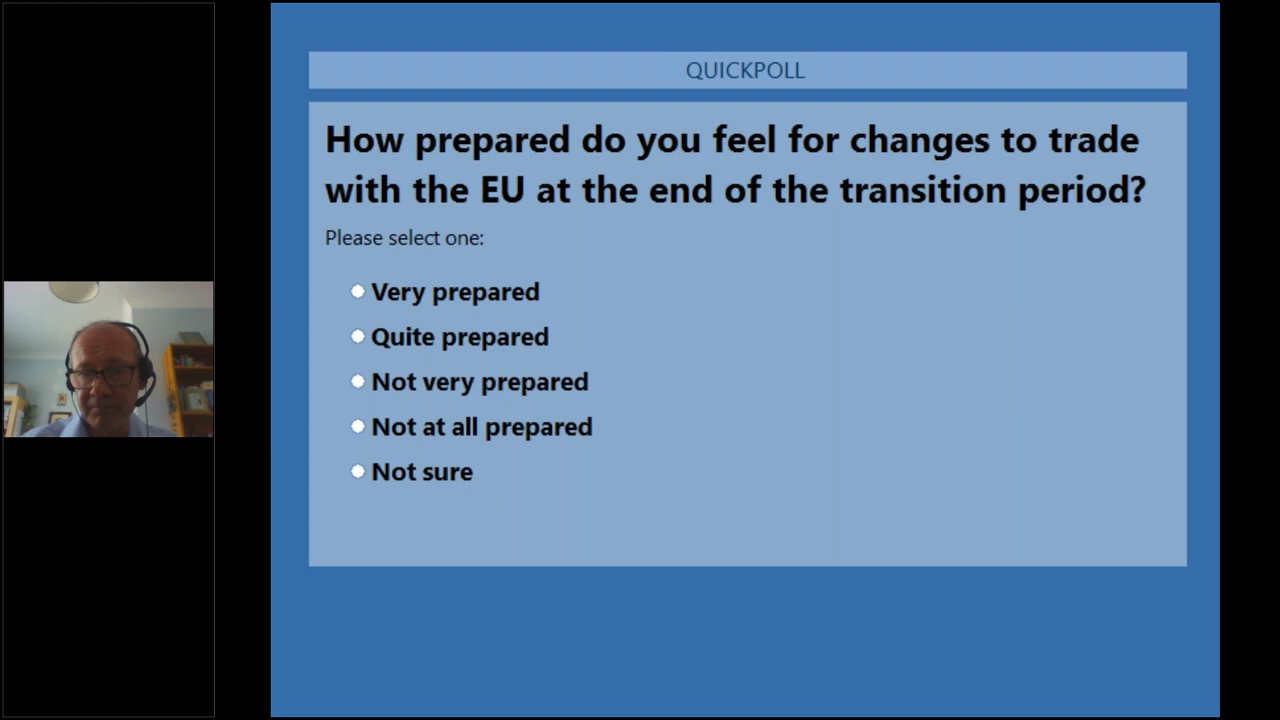 QUICKPOLL
How prepared do you feel for changes to trade
with the EU at the end of the transition period?
Please select one:
Very prepared
Quite prepared
Not very prepared
Not at all prepared
Not sure